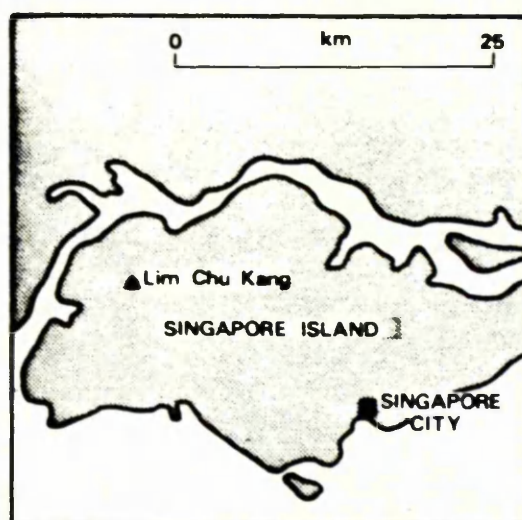 0 km 25
Lim Chu Kang
SINGAPORE ISLAND
SINGAPORE
CITY